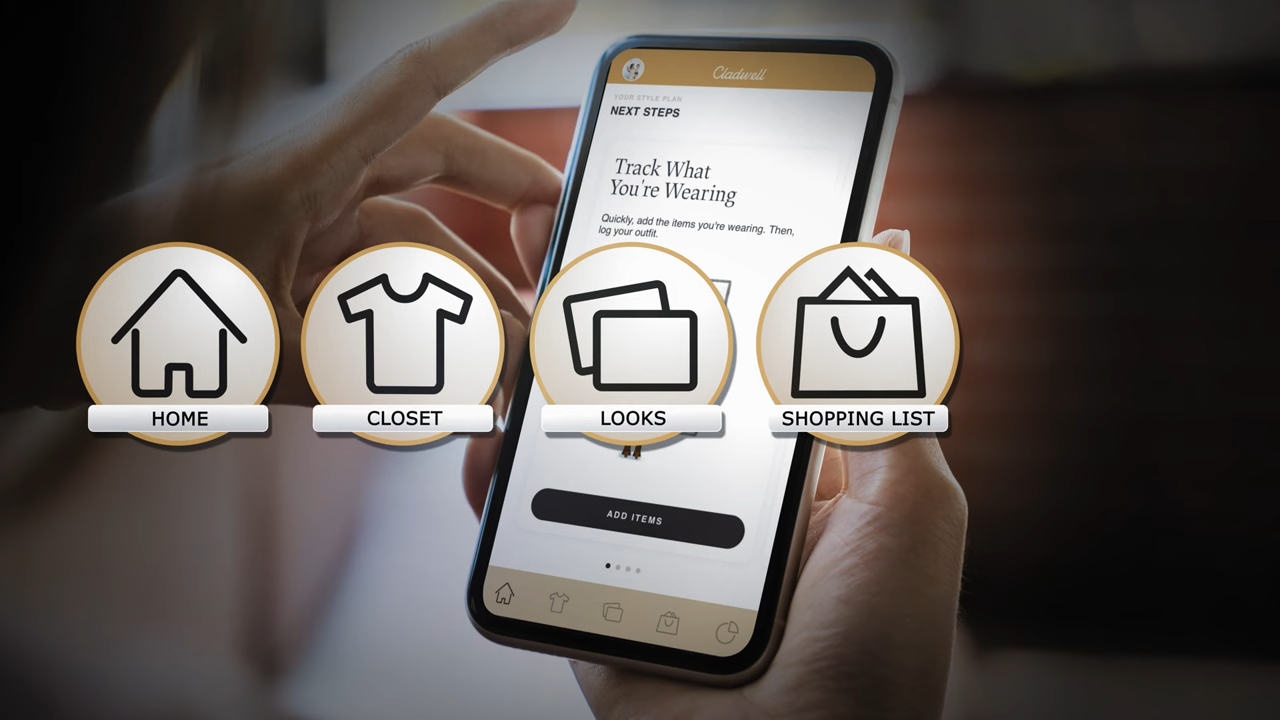 Cladwell
YOUR STYLE PLAN
NEXT STEPS
Track What
You're Wearing
Quickly, add the items you're wearing. Then,
log your outfit.
HOME
CLOSET
LOOKS
SHOPPING LIST
ADD ITEMS